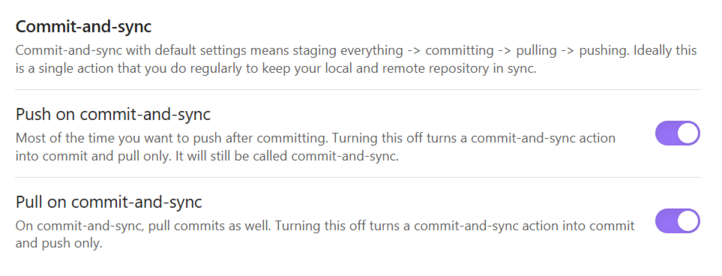 Commit-and-sync
Commit-and-sync with default settings means staging everything -> committing -> pulling -> pushing. Ideally this
is a single action that you do regularly to keep your local and remote repository in sync.
Push on commit-and-sync
Most of the time you want to push after committing. Turning this off turns a commit-and-sync action
into commit and pull only. It will still be called commit-and-sync.
Pull on commit-and-sync
On commit-and-sync, pull commits as well. Turning this off turns a commit-and-sync action into commit
and push only.